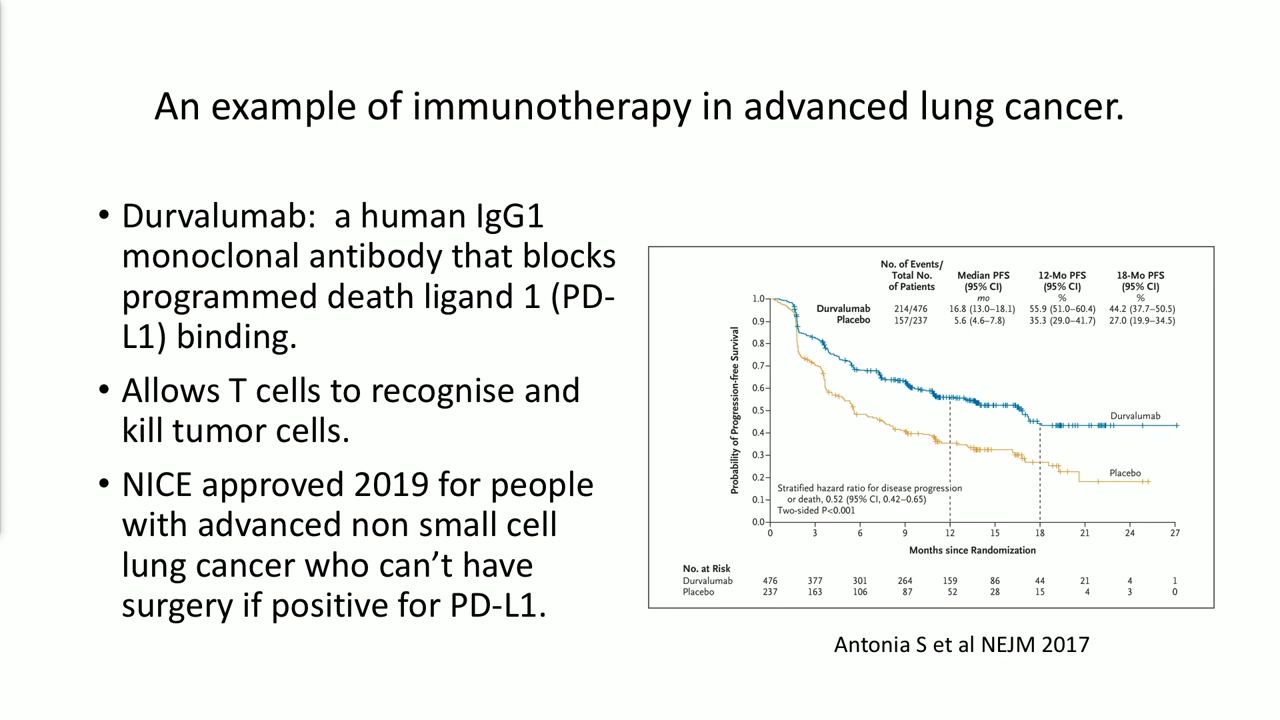 An example of immunotherapy in advanced lung cancer.
• Durvalumab:  a human IgG1
monoclonal antibody that blocks
programmed death ligand 1 (PD-
L1) binding.
• Allows T cells to recognise and
kill tumor cells.
• NICE approved 2019 for people
with advanced non small cell
lung cancer who can’t have
surgery if positive for PD-L1.
No. of Events/
Total No.
of Patients
Median PFS
(95% CI)
12-Mo PFS
(95% CI)
18-Mo PFS
(95% CI)
mo % %
Durvalumab 214/476 16.8 (13.0–18.1) 55.9 (51.0–60.4) 44.2 (37.7–50.5)
Placebo 157/237 5.6 (4.6–7.8) 35.3 (29.0–41.7) 27.0 (19.9–34.5)
Probability of Progression-free Survival
1.0
0.9
0.8
0.7
0.6
0.5
0.4
0.3
0.2
0.1
0.0
Durvalumab
Placebo
Stratified hazard ratio for disease progression
or death, 0.52 (95% CI, 0.42–0.65)
Two-sided P<0.001
0 3 6 9 12 15 18 21 24 27
Months since Randomization
No. at Risk
Durvalumab 476 377 301 264 159 86 44 21 4 1
Placebo 237 163 106 87 52 28 15 4 3 0
Antonia S et al NEJM 2017